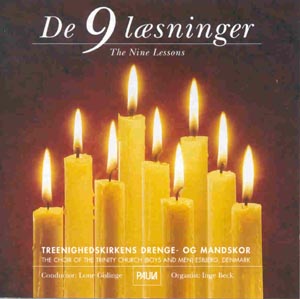 De 9 læsninger
The Nine Lessons
TREENIGHEDSKIRKENS DRENGE- OG MANDSKOR
THE CHOIR OF THE TRINITY CHURCH (BOYS AND MEN) ESBJERG, DENMARK
Conductor: Lone Gislinge PAULA Organist: Inge Beck